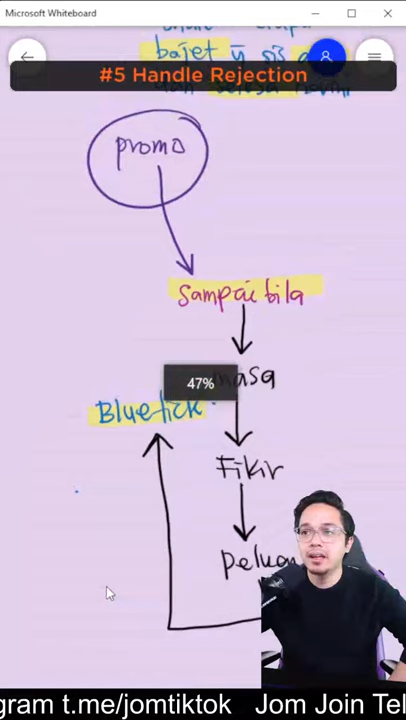 Microsoft Whiteboard
bajet
#5 Handle Rejection
promo
Sampai bila
47%
masa
Bluetick
Fikir
gram t.me/jomtiktok Jom Join Tel